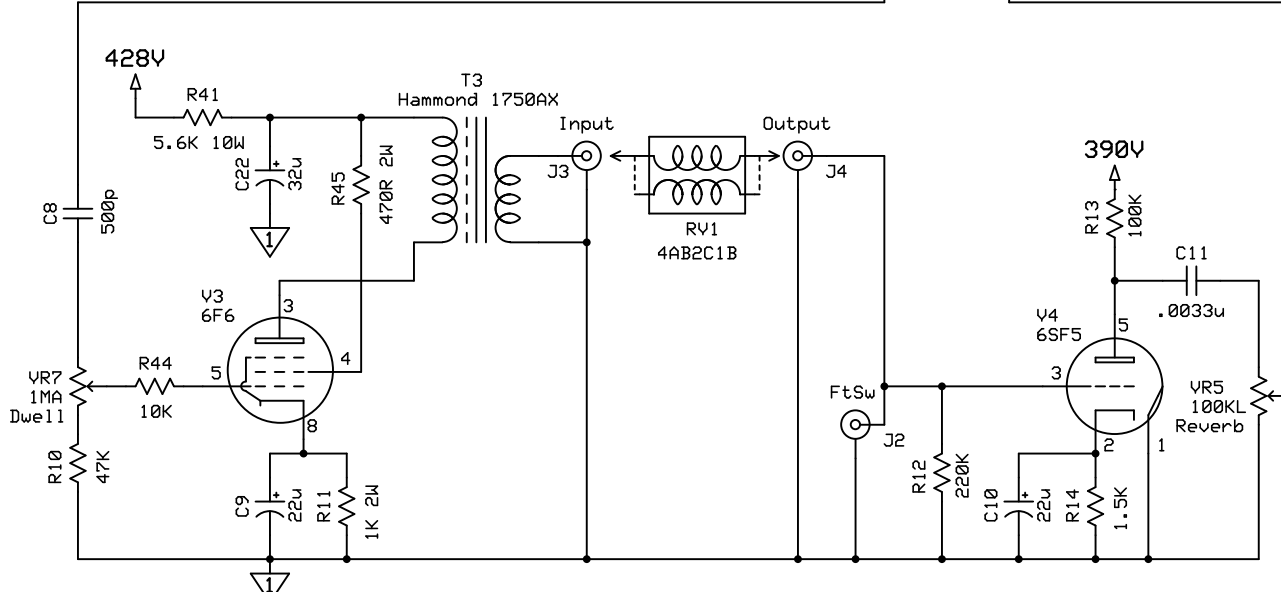 428V
R41
5.6K 10W
C22
32u
1
R45
470R 2W
T3
Hammond 1750AX
Input
J3
RV1
4AB2C1B
Output
J4
390V
R13
100K
C11
.0033u
C8
500p
V3
6F6
3
4
5
8
VR7
1MA
Dwell
R44
10K
R10
47K
C9
22u
R11
1K 2W
1
FtSw
J2
R12
220K
V4
6SF5
5
3
2
1
C10
22u
R14
1.5K
VR5
100KL
Reverb